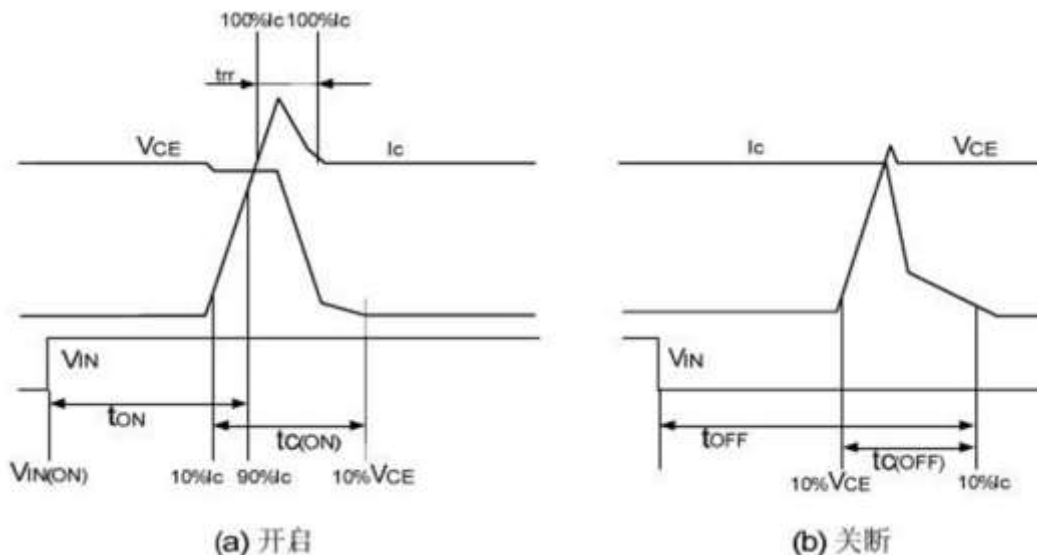 100%Ic 100%Ic
trr
VCE
Ic
VIN
tON
tC(ON)
VIN(ON)
10%Ic
90%Ic
10%VCE
(a) 开启
Ic
VCE
VIN
tOFF
tC(OFF)
10%VCE
10%Ic
(b) 关断